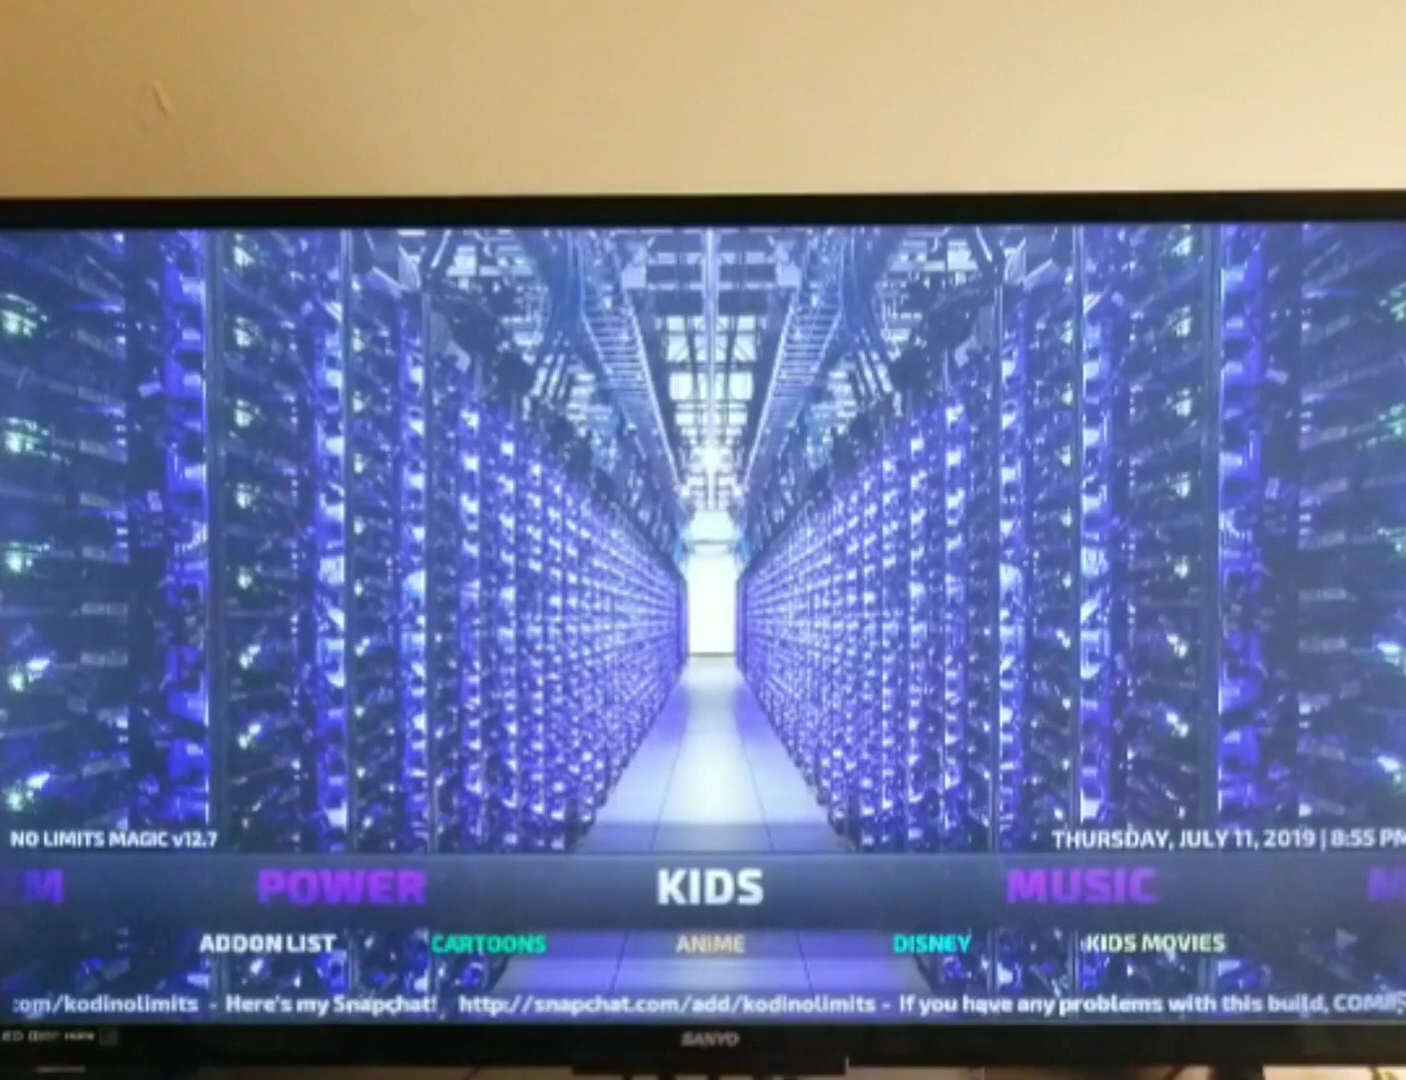 NO LIMITS MAGIC v12.7
THURSDAY, JULY 11, 2019 | 8:55 PM
M POWER KIDS MUSIC M
ADDON LIST CARTOONS ANIME DISNEY KIDS MOVIES
:om/kodinolimits - Here's my Snapchat! http://snapchat.com/add/kodinolimits - If you have any problems with this build, COM
SANYO